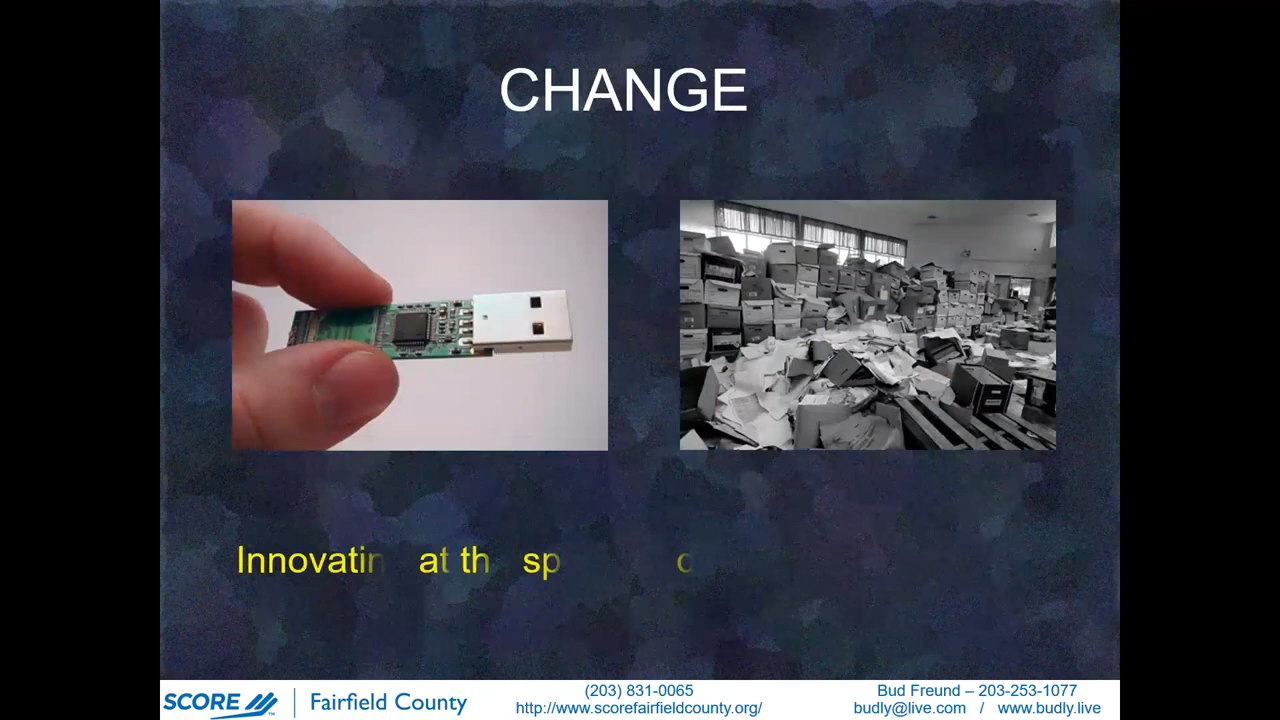 CHANGE
Innovatin at th sp
SCORE
Fairfield County
(203) 831-0065
http://www.scorefairfieldcounty.org/
Bud Freund – 203-253-1077
budly@live.com / www.budly.live